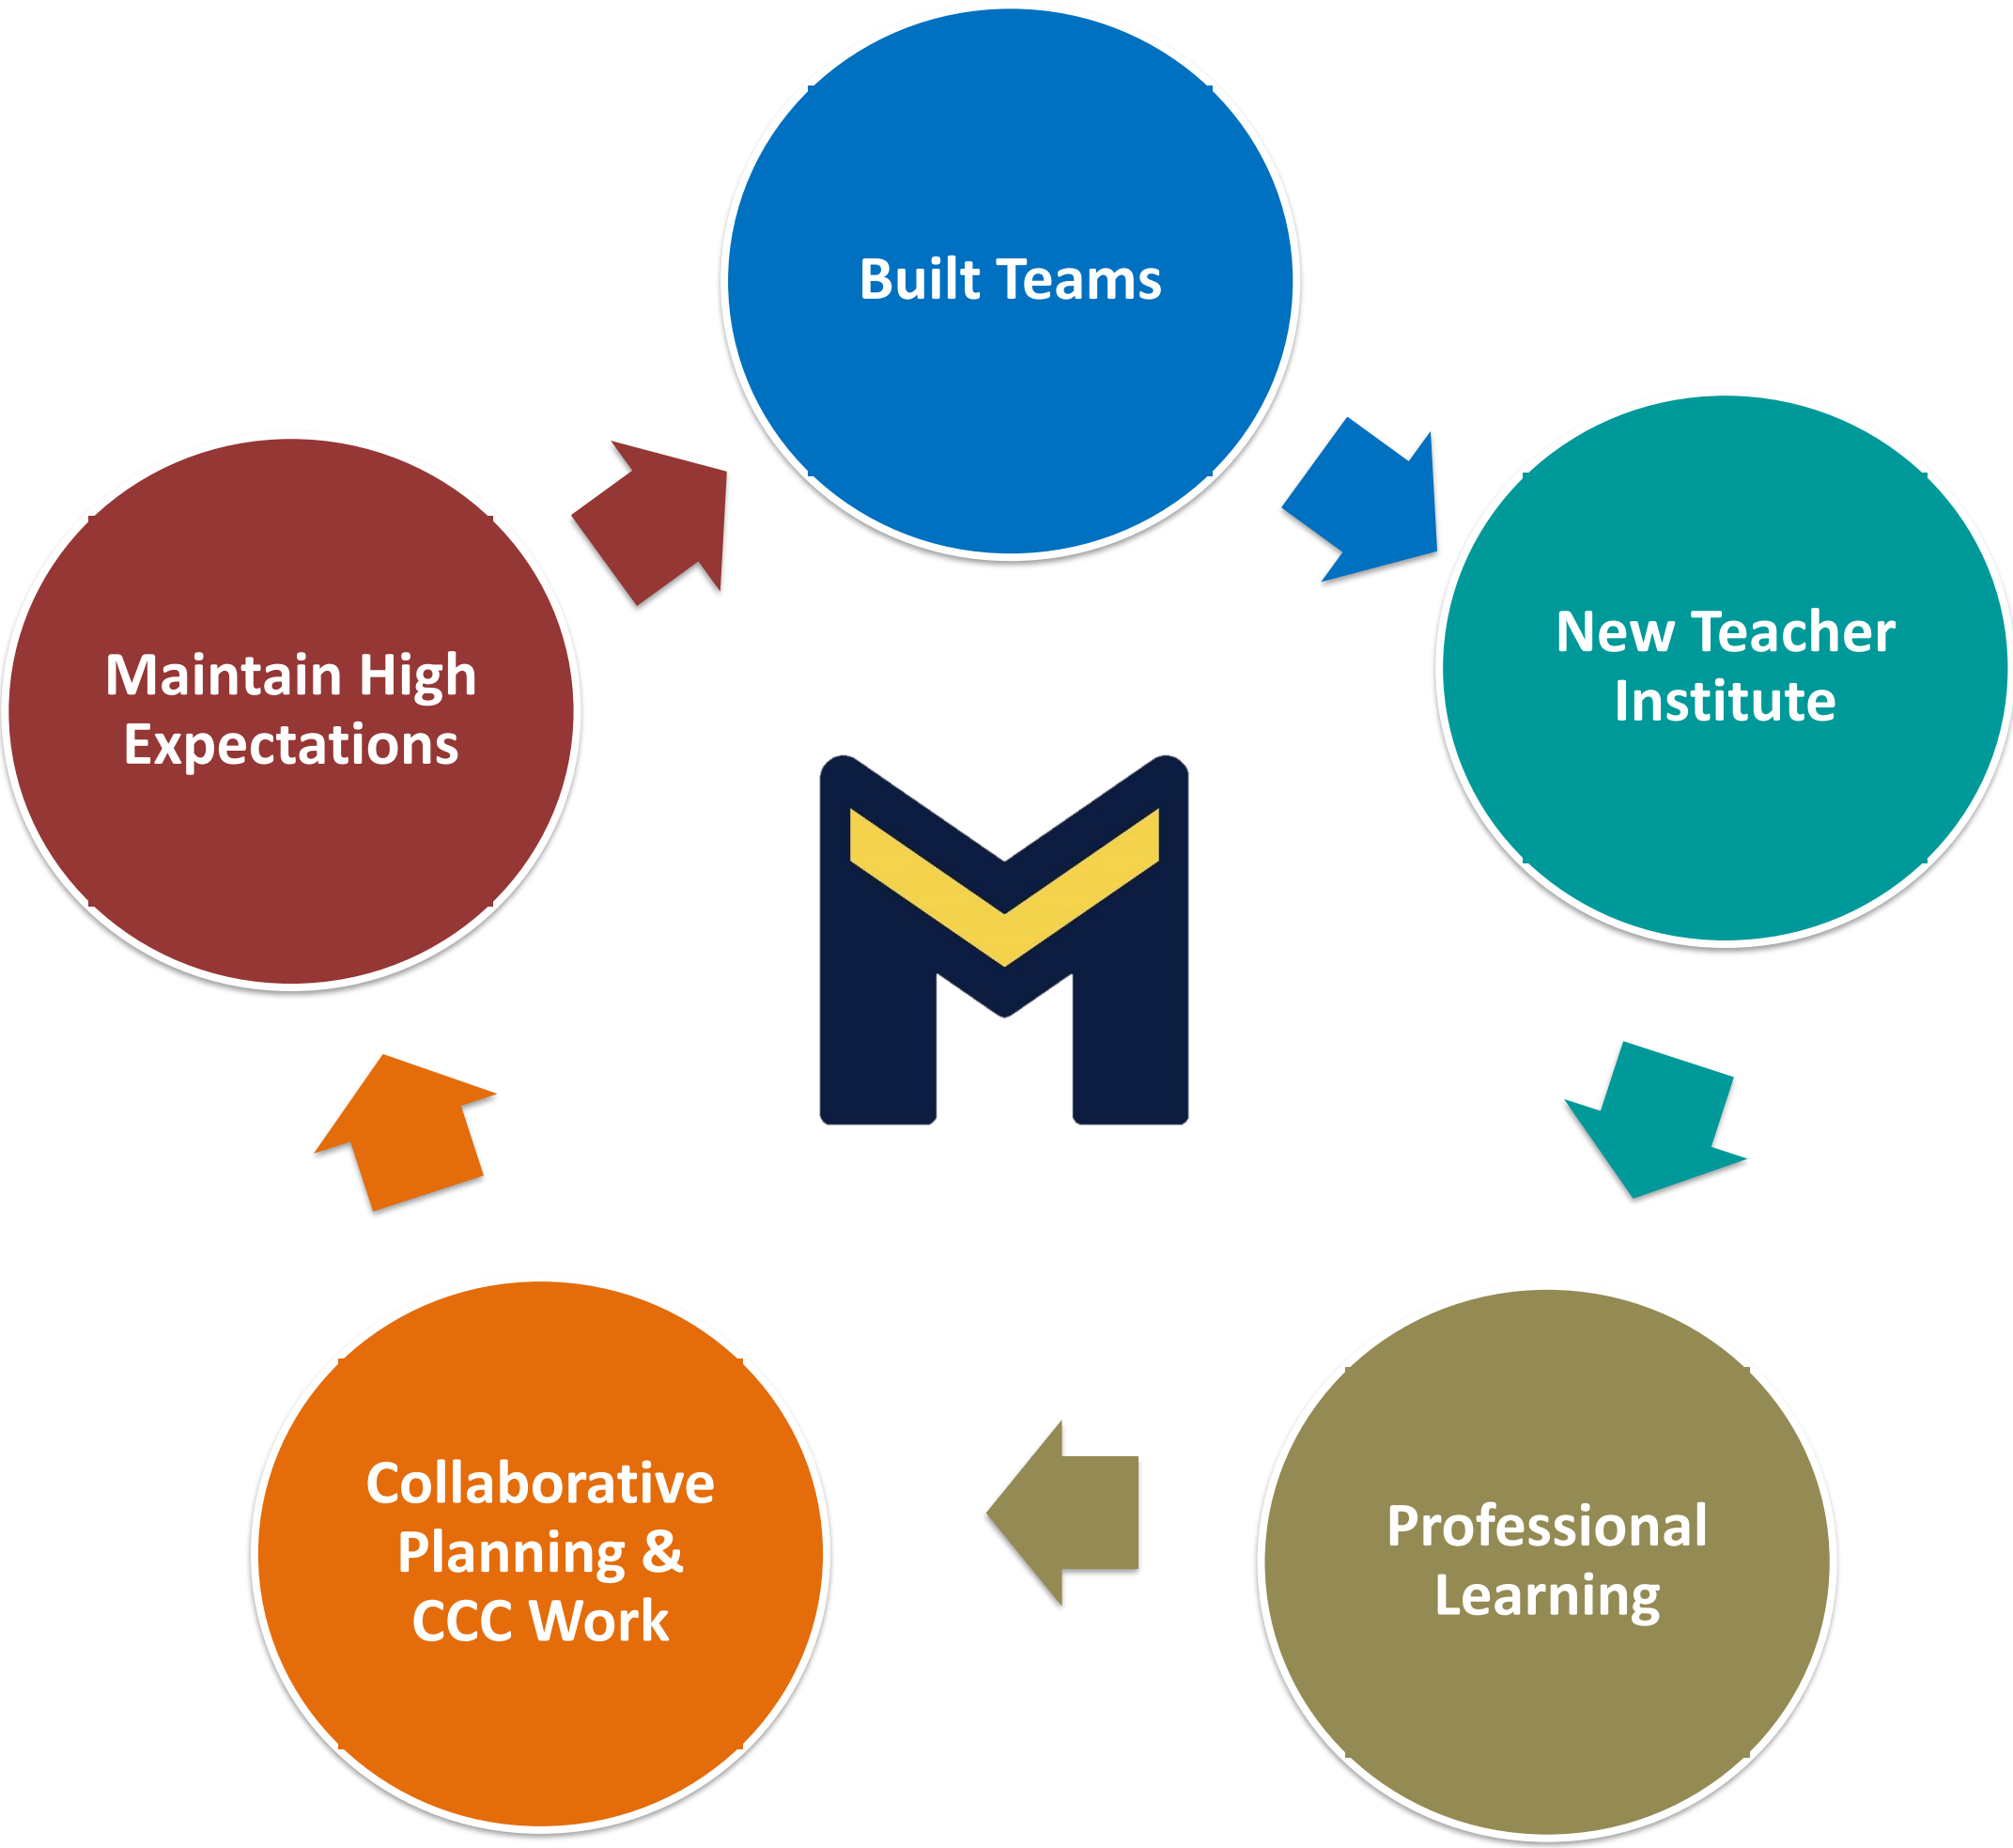 Built Teams
New Teacher
Institute
Professional
Learning
Collaborative
Planning &
CCC Work
Maintain High
Expectations
M